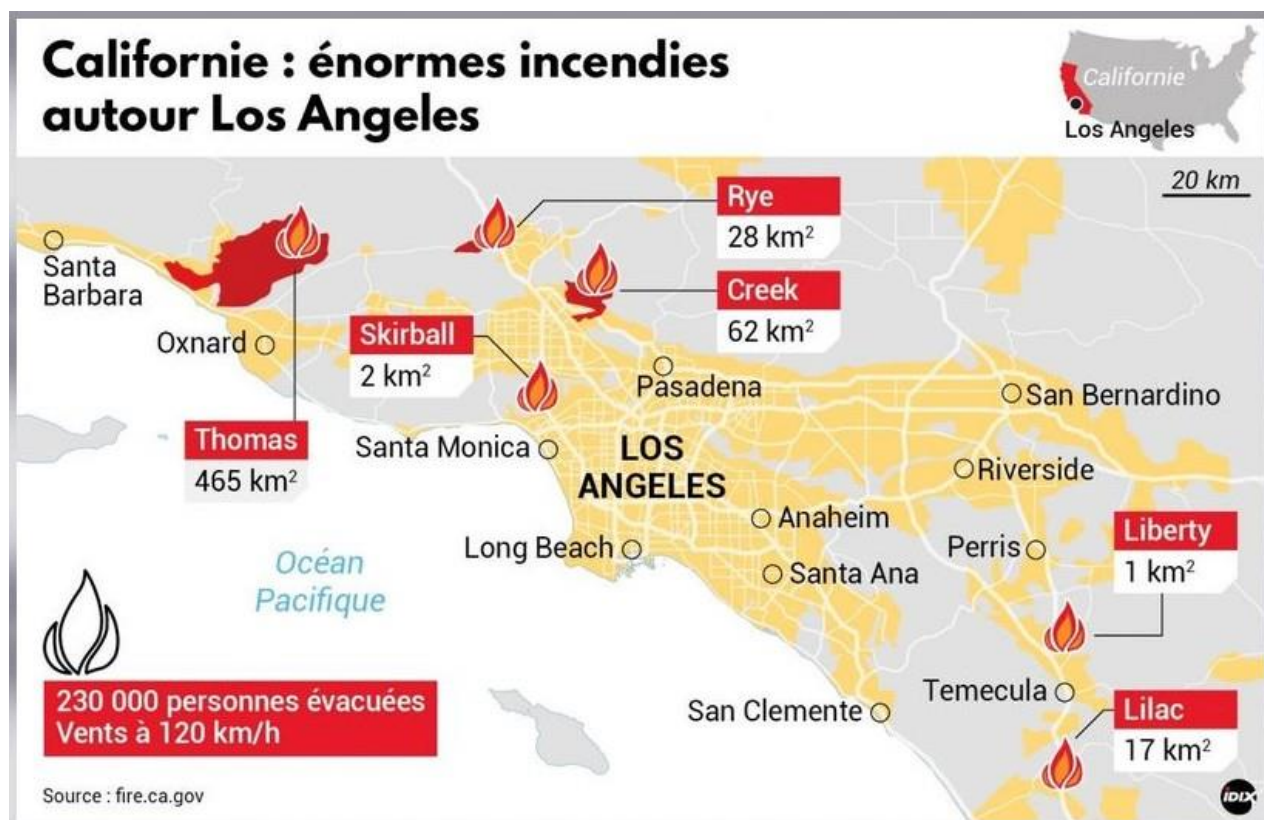 Californie : énormes incendies
autour Los Angeles
Californie
Los Angeles
20 km
Rye
28 km²
Creek
62 km²
Santa
Barbara
Oxnard
Skirball
2 km²
Pasadena
San Bernardino
Thomas
465 km²
Santa Monica
LOS
ANGELES
Riverside
Anaheim
Long Beach
Santa Ana
Perris
Liberty
1 km²
Océan
Pacifique
230 000 personnes évacuées
Vents à 120 km/h
San Clemente
Temecula
Lilac
17 km²
Source : fire.ca.gov
iDIX